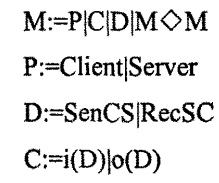 M:=P|C|D|M◇M
P:=Client|Server
D:=SenCS|RecSC
C:=i(D)|o(D)